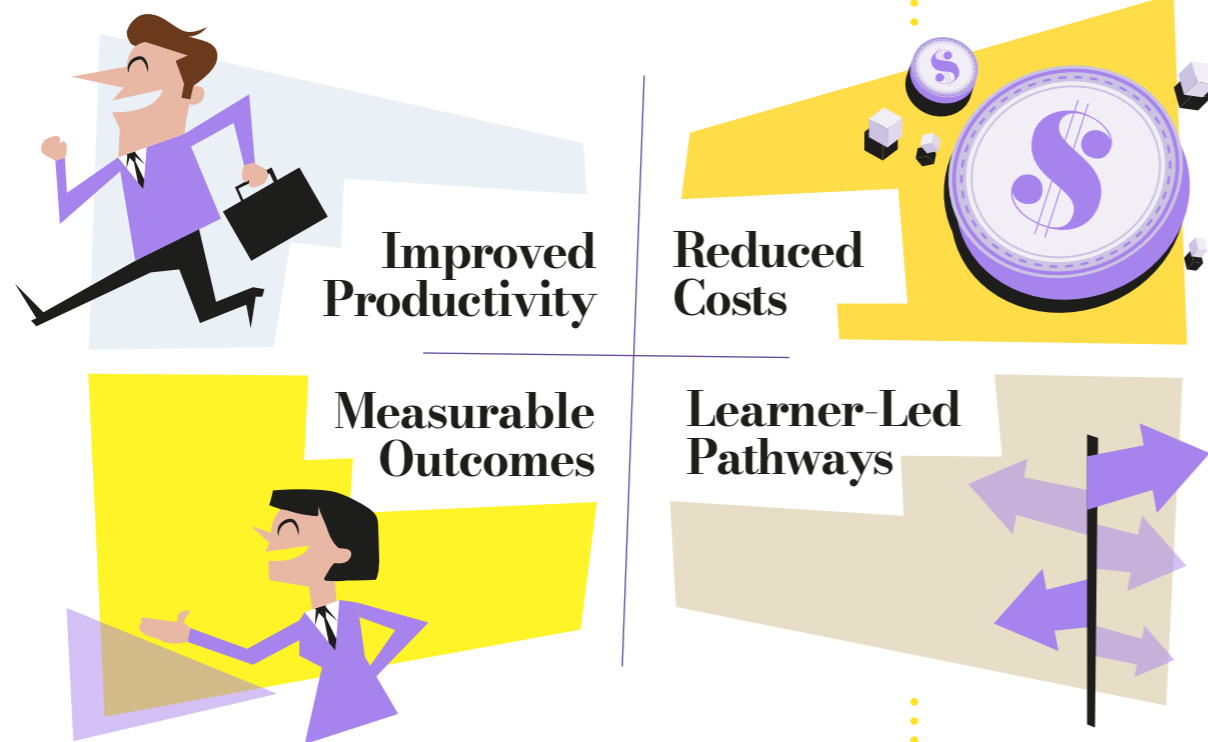 Improved
Productivity
Reduced
Costs
Measurable
Outcomes
Learner-Led
Pathways